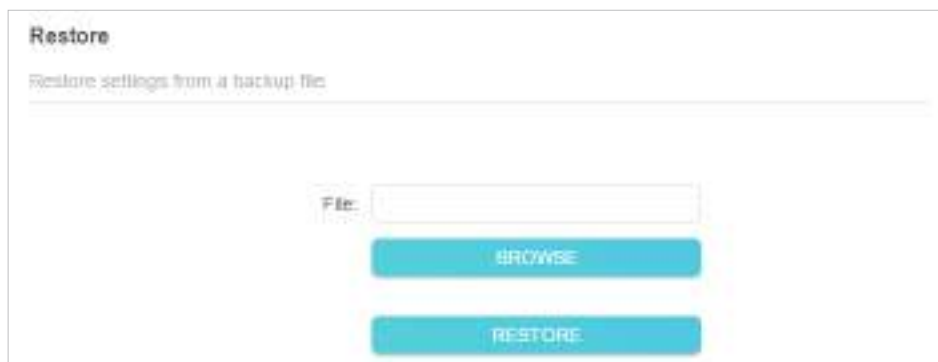 Restore
Restore settings from a backup file
File:
BROWSE
RESTORE